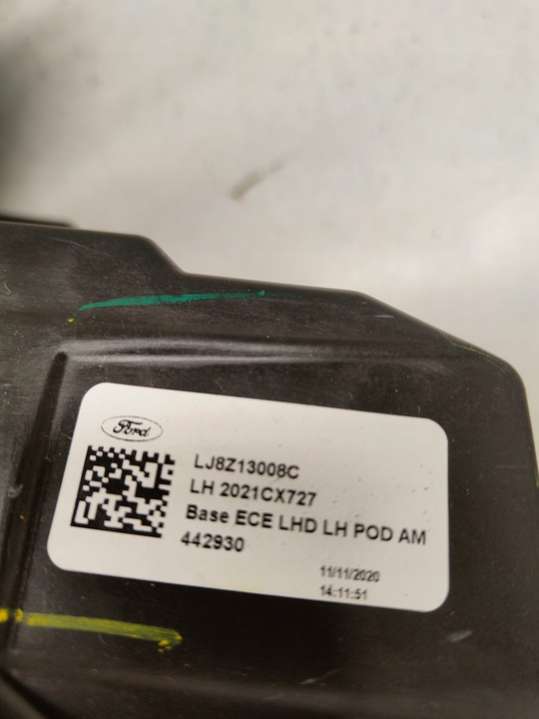 Ford
LJ8Z13008C
LH 2021CX727
Base ECE LHD LH POD AM
442930
11/11/2020
14:11:51